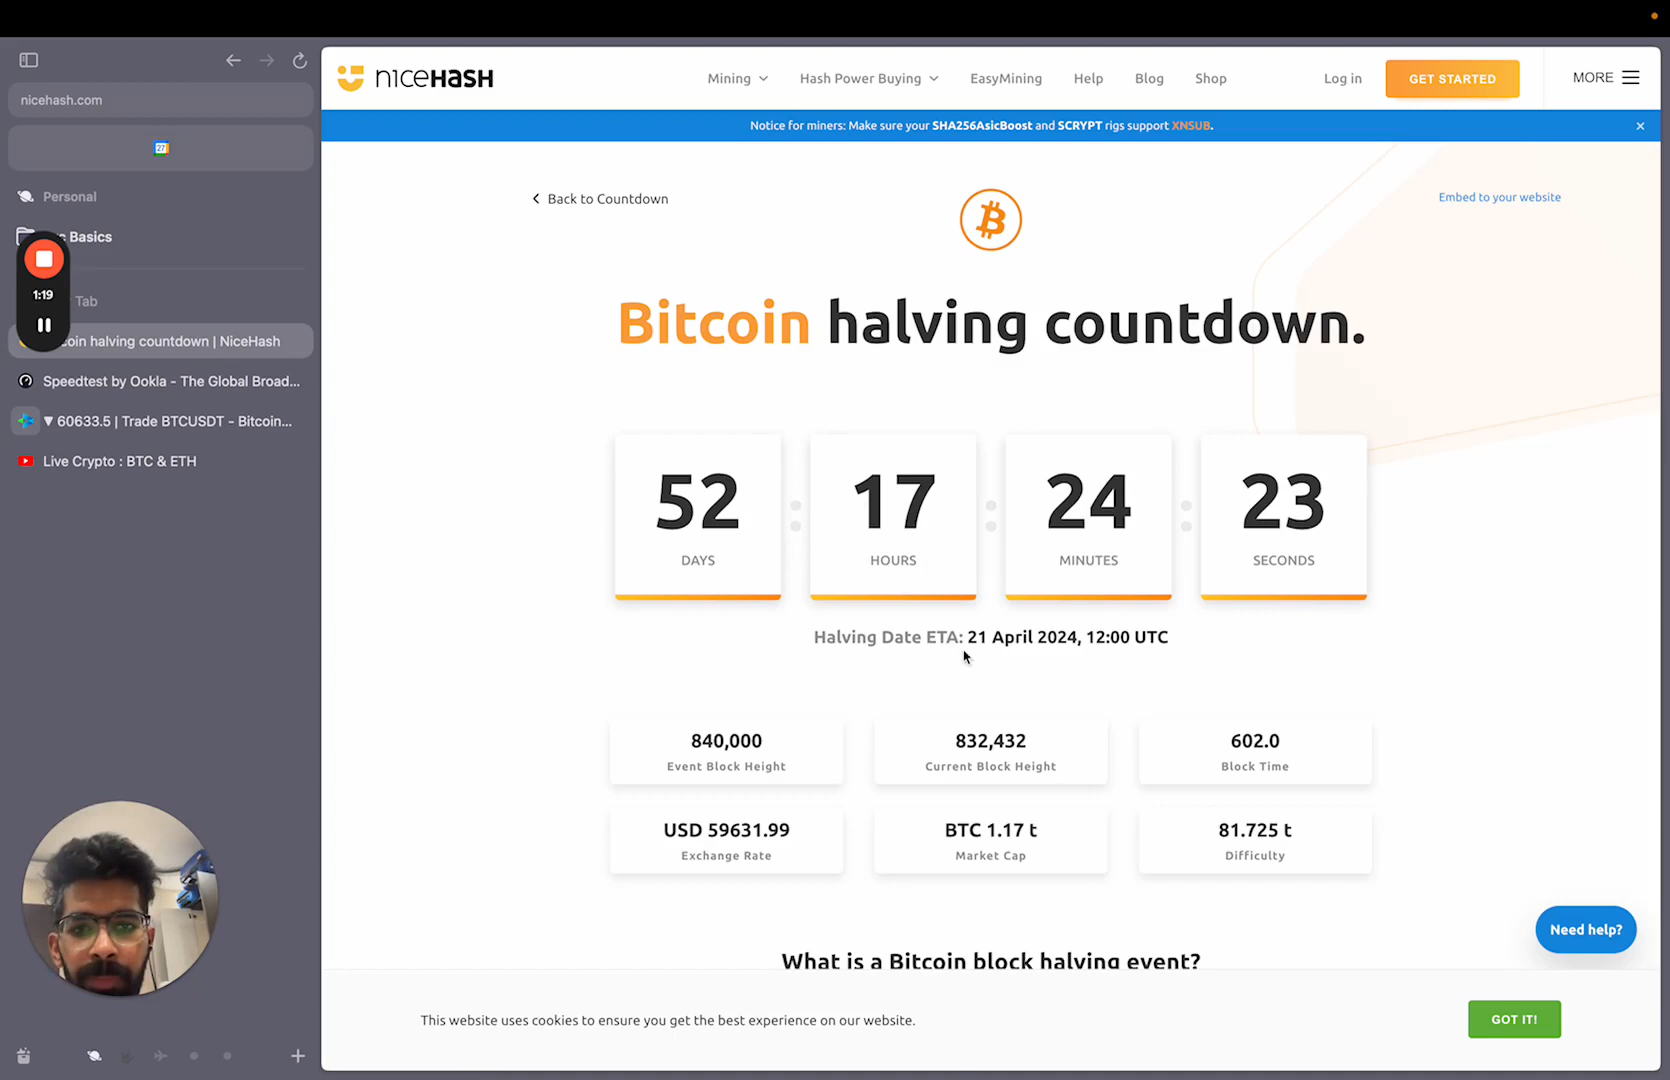 nicehash.com
27
Personal
Basics
1:19
Tab
oin halving countdown | NiceHash
Speedtest by Ookla - The Global Broad...
▼ 60633.5 | Trade BTCUSDT - Bitcoin...
Live Crypto : BTC & ETH
NICEHASH
Mining
Hash Power Buying
EasyMining
Help
Blog
Shop
Log in
GET STARTED
MORE
Notice for miners: Make sure your SHA256AsicBoost and SCRYPT rigs support XNSUB.
Back to Countdown
Embed to your website
Bitcoin halving countdown.
52
DAYS
:
17
HOURS
:
24
MINUTES
:
23
SECONDS
Halving Date ETA: 21 April 2024, 12:00 UTC
840,000
Event Block Height
832,432
Current Block Height
602.0
Block Time
USD 59631.99
Exchange Rate
BTC 1.17 t
Market Cap
81.725 t
Difficulty
What is a Bitcoin block halving event?
Need help?
This website uses cookies to ensure you get the best experience on our website.
GOT IT!